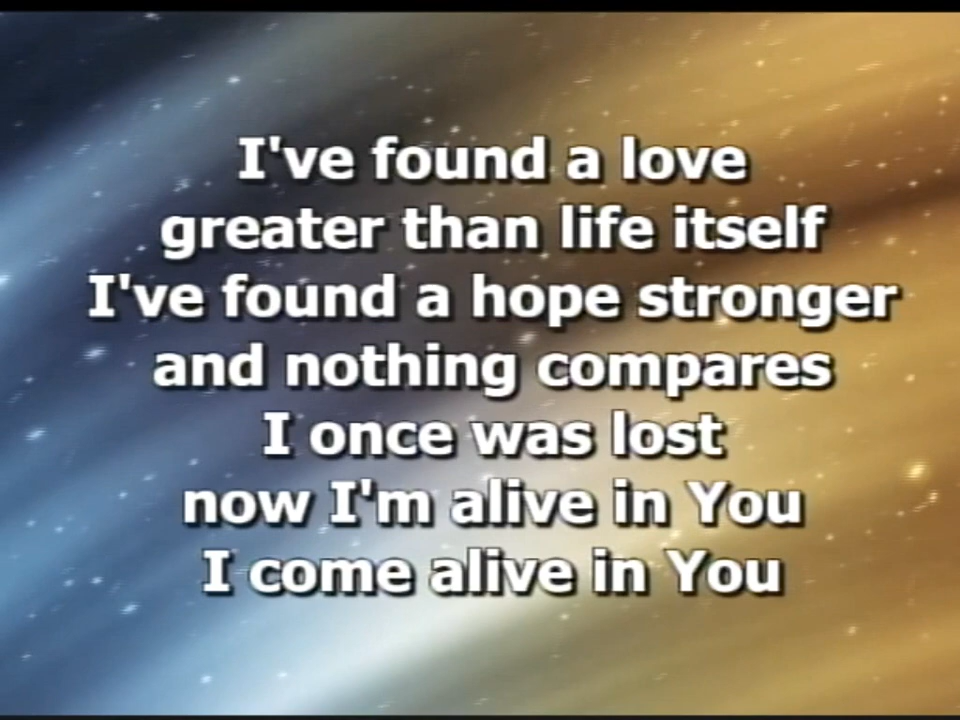 I've found a love
greater than life itself
I've found a hope stronger
and nothing compares
I once was lost
now I'm alive in You
I come alive in You